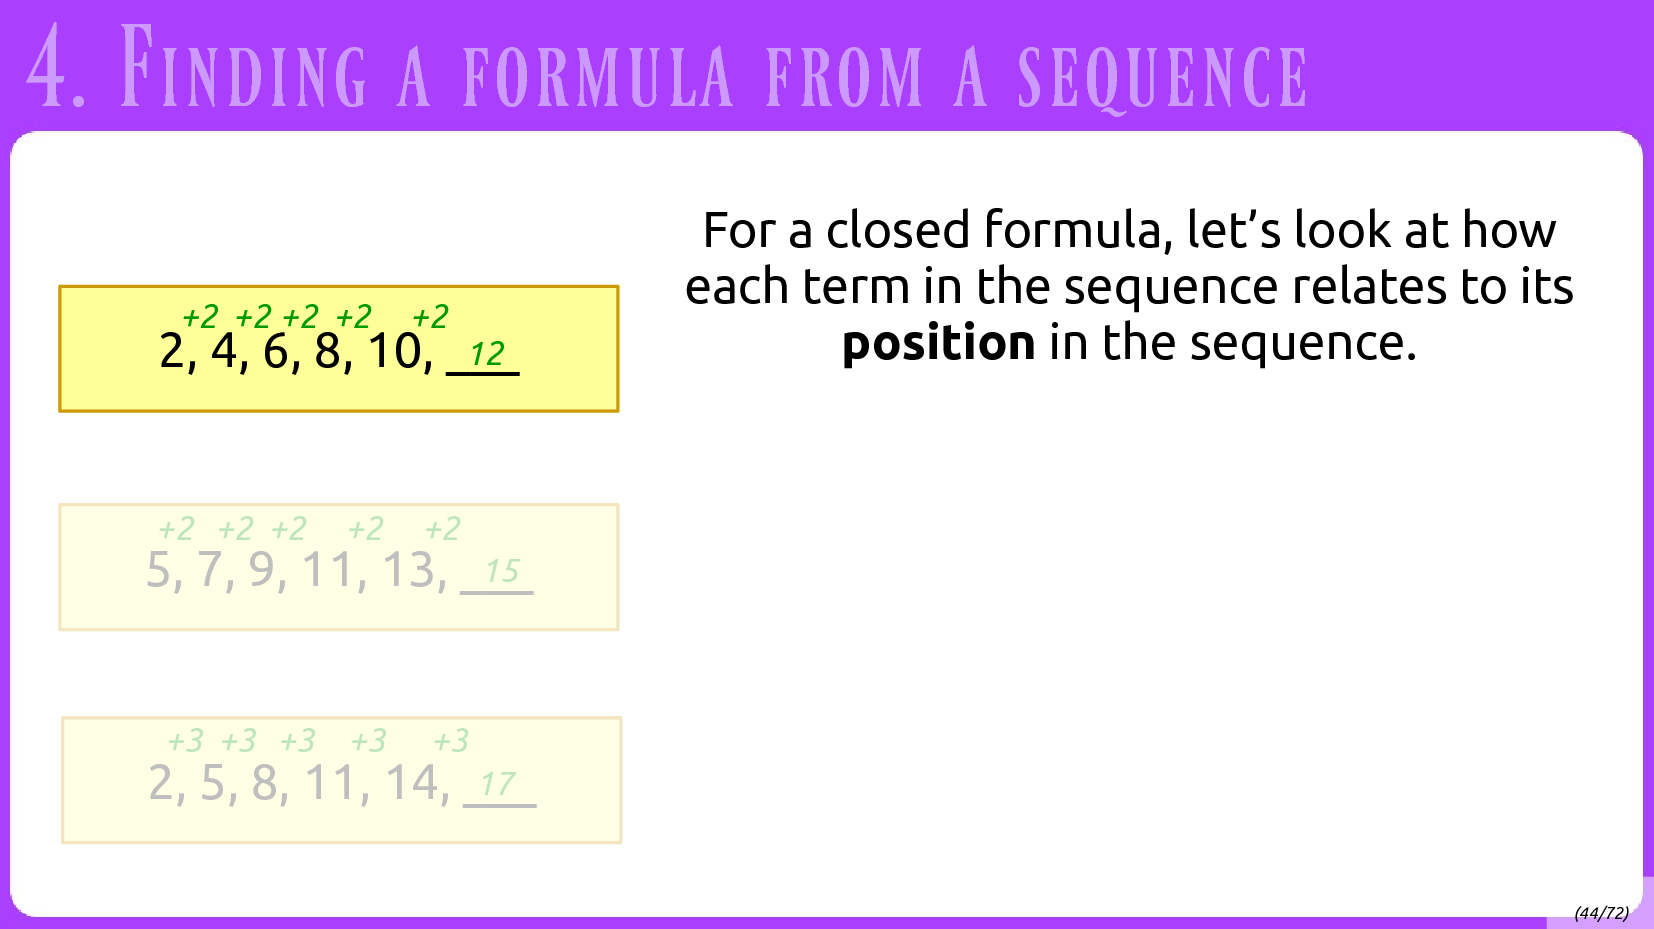 4. Finding a formula from a sequence
For a closed formula, let’s look at how
each term in the sequence relates to its
position in the sequence.
+2 +2 +2 +2 +2
2, 4, 6, 8, 10, ___ 12
+2 +2 +2 +2 +2
5, 7, 9, 11, 13, ___ 15
+3 +3 +3 +3 +3
2, 5, 8, 11, 14, ___ 17
(44/72)